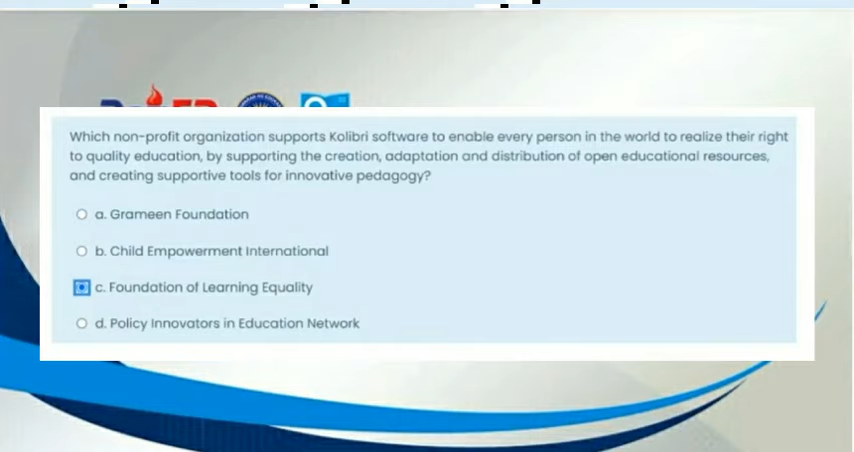 Which non-profit organization supports Kolibri software to enable every person in the world to realize their right
to quality education, by supporting the creation, adaptation and distribution of open educational resources,
and creating supportive tools for innovative pedagogy?
a. Grameen Foundation
b. Child Empowerment International
c. Foundation of Learning Equality
d. Policy Innovators in Education Network